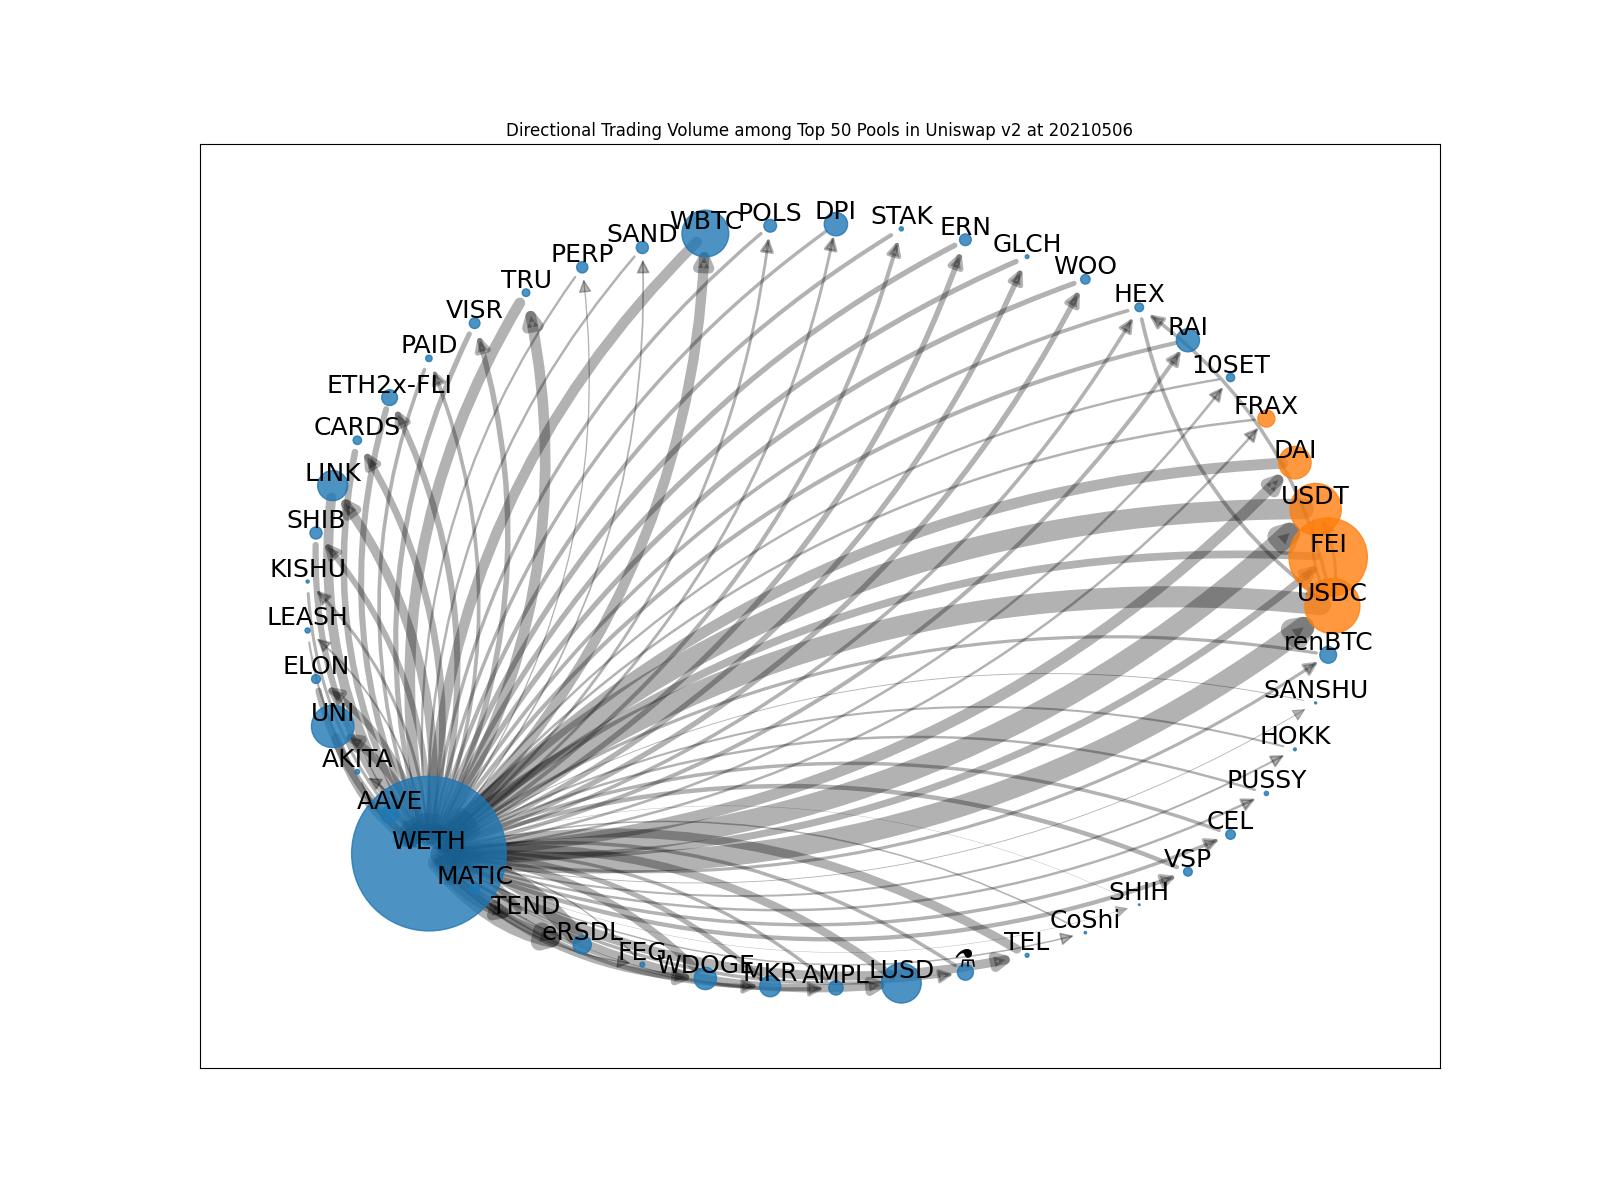 Directional Trading Volume among Top 50 Pools in Uniswap v2 at 20210506
WBTC
POLS
DPI
STAK
ERN
GLCH
WOO
HEX
RAI
10SET
FRAX
DAI
USDT
FEI
USDC
renBTC
SANSHU
HOKK
PUSSY
CEL
VSP
SHIH
CoShi
TEL
⚗
LUSD
AMPL
MKR
WDOGE
FEG
eRSDL
TEND
MATIC
WETH
AAVE
AKITA
UNI
ELON
LEASH
KISHU
SHIB
LINK
CARDS
ETH2x-FLI
PAID
VISR
TRU
PERP
SAND